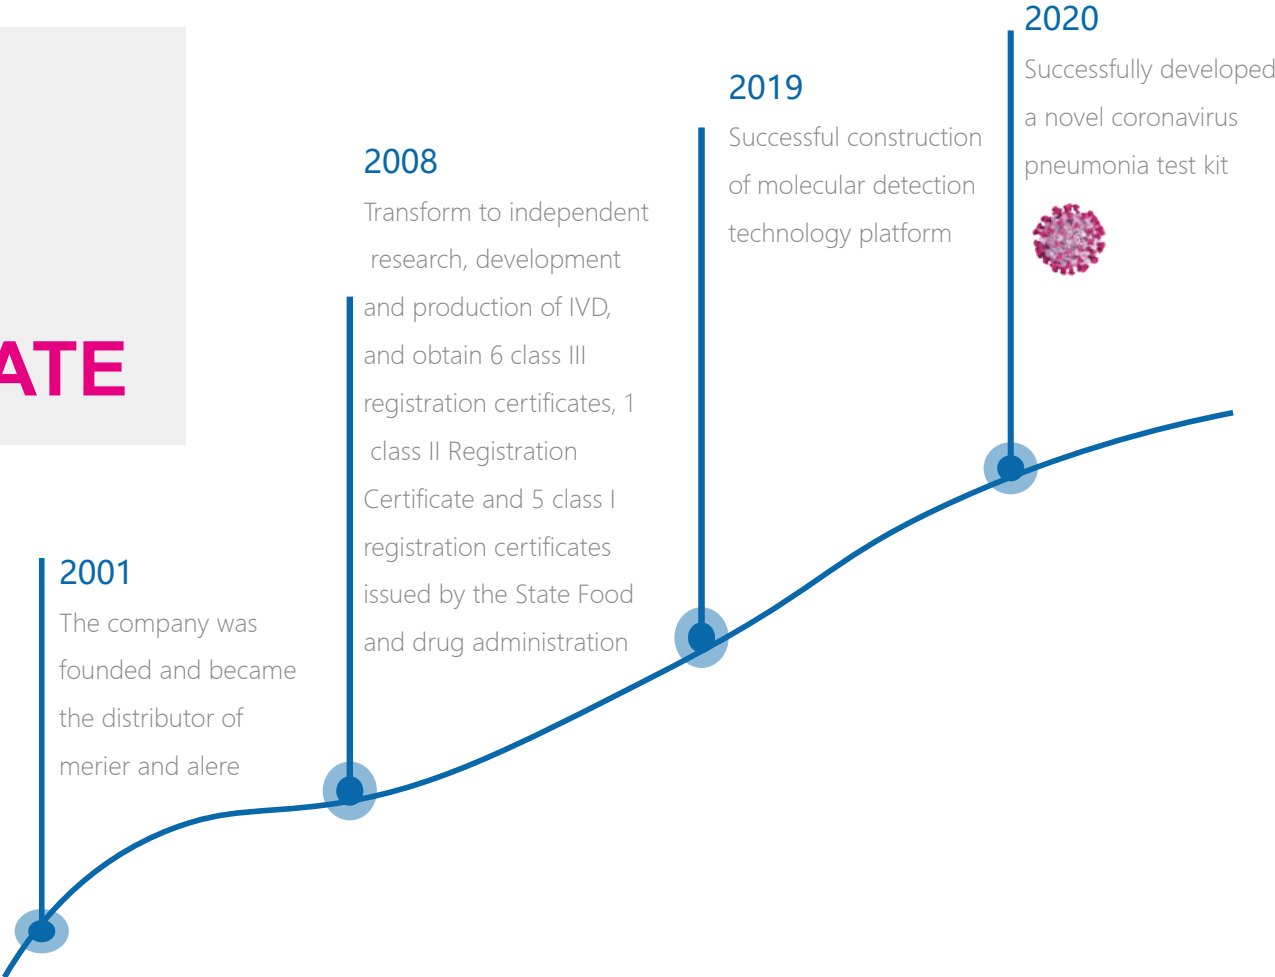 ATE
2001
The company was
founded and became
the distributor of
merier and alere
2008
Transform to independent
research, development
and production of IVD,
and obtain 6 class III
registration certificates, 1
class II Registration
Certificate and 5 class I
registration certificates
issued by the State Food
and drug administration
2019
Successful construction
of molecular detection
technology platform
2020
Successfully developed
a novel coronavirus
pneumonia test kit